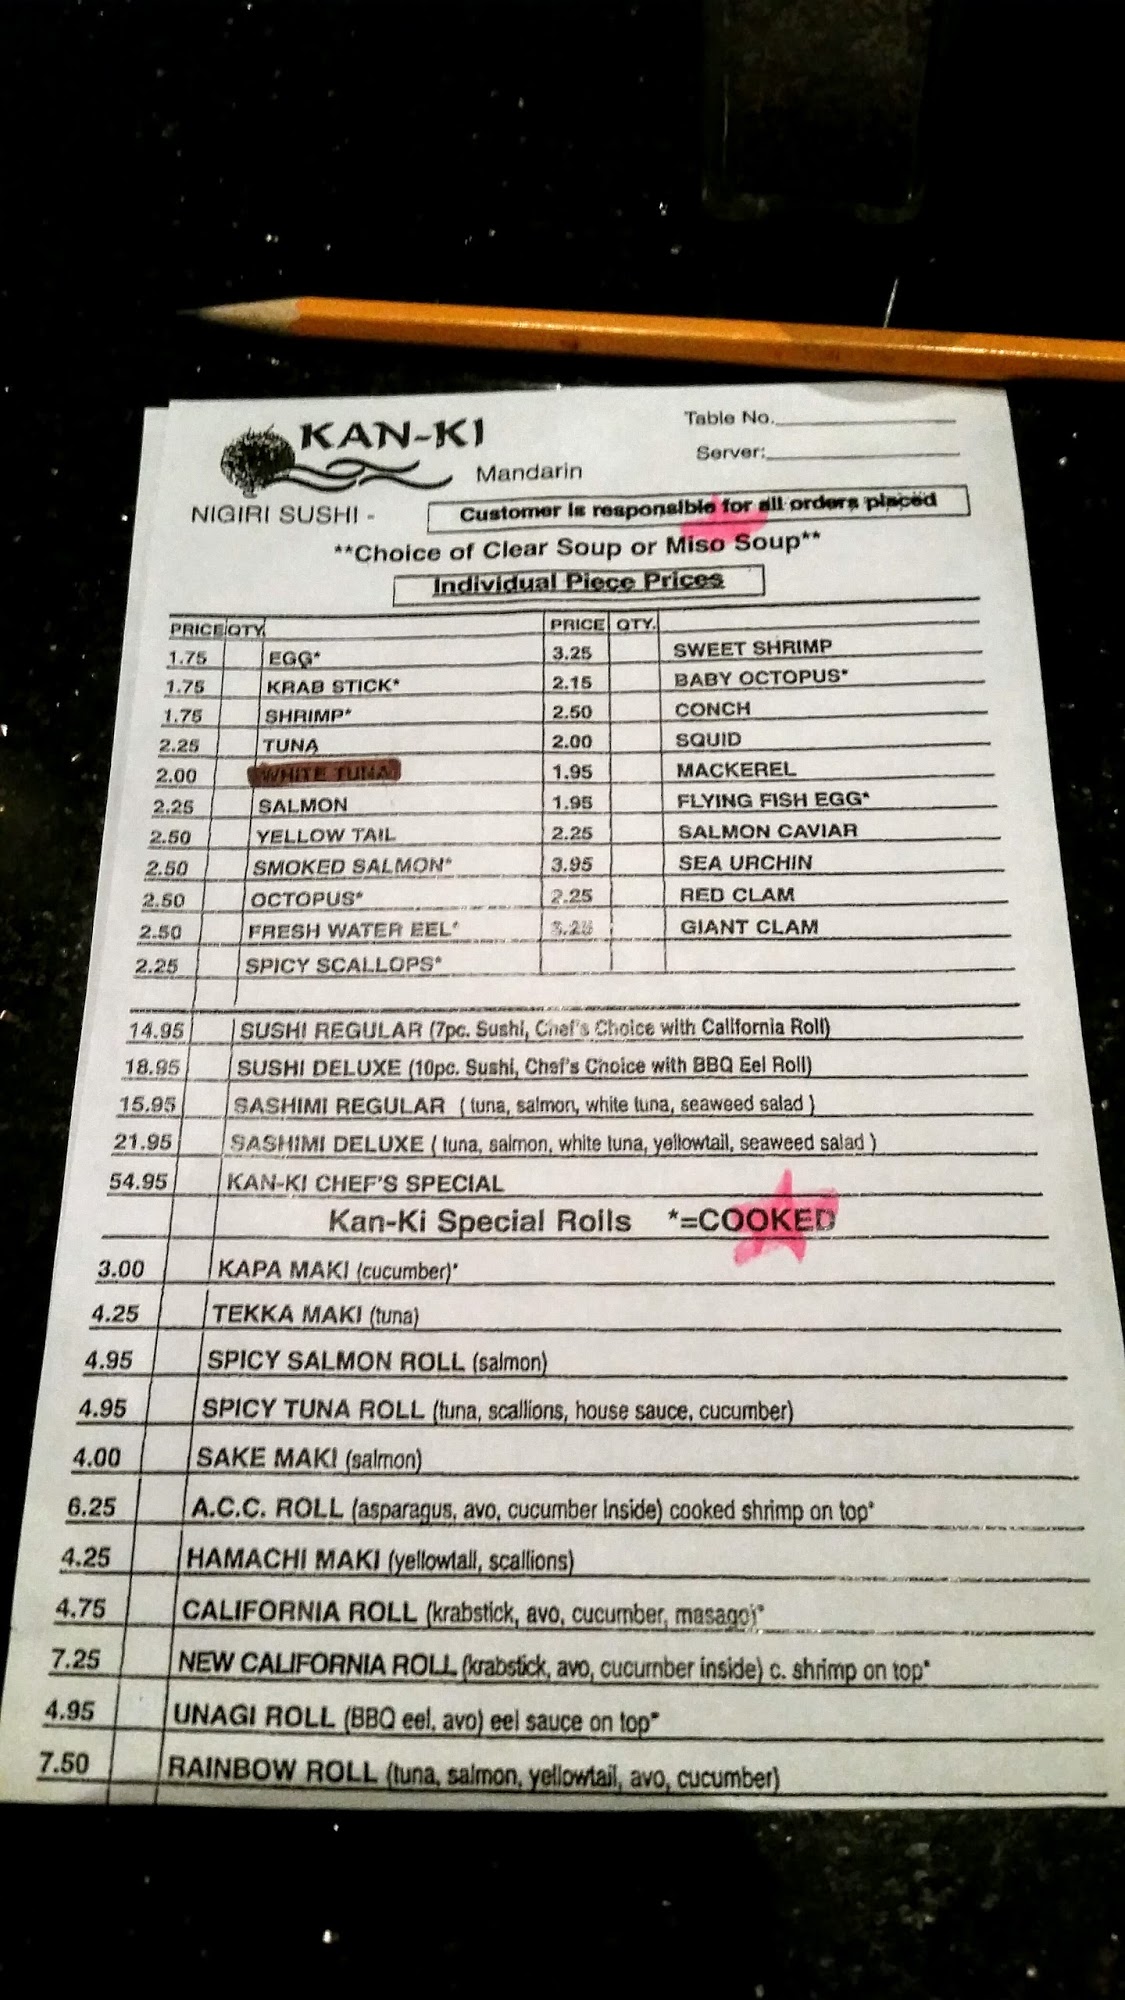 KAN-KI
Mandarin
Table No.
Server:
NIGIRI SUSHI -
Customer is responsible for all orders placed
**Choice of Clear Soup or Miso Soup**
Individual Piece Prices
PRICE QTY. PRICE QTY.
1.75 EGG* 3.25 SWEET SHRIMP
1.75 KRAB STICK* 2.15 BABY OCTOPUS*
1.75 SHRIMP* 2.50 CONCH
2.25 TUNA 2.00 SQUID
2.00 WHITE TUNA 1.95 MACKEREL
2.25 SALMON 1.95 FLYING FISH EGG*
2.50 YELLOW TAIL 2.25 SALMON CAVIAR
2.50 SMOKED SALMON* 3.95 SEA URCHIN
2.50 OCTOPUS* 2.25 RED CLAM
2.50 FRESH WATER EEL* GIANT CLAM
2.25 SPICY SCALLOPS*
14.95 SUSHI REGULAR (7pc. Sushi, Chef's Choice with California Roll)
18.95 SUSHI DELUXE (10pc. Sushi, Chef's Choice with BBQ Eel Roll)
15.95 SASHIMI REGULAR ( tuna, salmon, white tuna, seaweed salad )
21.95 SASHIMI DELUXE ( tuna, salmon, white tuna, yellowtail, seaweed salad )
54.95 KAN-KI CHEF'S SPECIAL
Kan-Ki Special Rolls *=COOKED
3.00 KAPA MAKI (cucumber)*
4.25 TEKKA MAKI (tuna)
4.95 SPICY SALMON ROLL (salmon)
4.95 SPICY TUNA ROLL (tuna, scallions, house sauce, cucumber)
4.00 SAKE MAKI (salmon)
6.25 A.C.C. ROLL (asparagus, avo, cucumber Inside) cooked shrimp on top*
4.25 HAMACHI MAKI (yellowtail, scallions)
4.75 CALIFORNIA ROLL (krabstick, avo, cucumber, masago)*
7.25 NEW CALIFORNIA ROLL (krabstick, avo, cucumber inside) c. shrimp on top*
4.95 UNAGI ROLL (BBQ eel, avo) eel sauce on top*
7.50 RAINBOW ROLL (tuna, salmon, yellowtail, avo, cucumber)